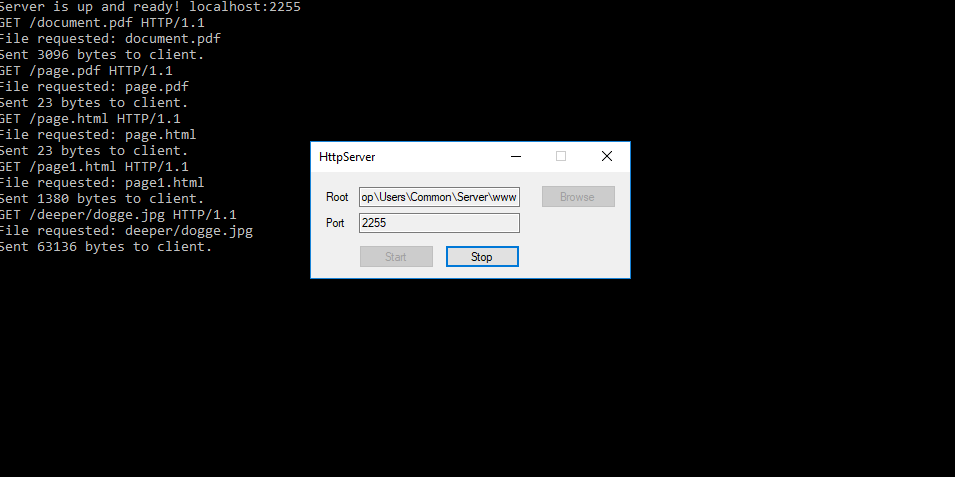 Server is up and ready! localhost:2255
GET /document.pdf HTTP/1.1
File requested: document.pdf
Sent 3096 bytes to client.
GET /page.pdf HTTP/1.1
File requested: page.pdf
Sent 23 bytes to client.
GET /page.html HTTP/1.1
File requested: page.html
Sent 23 bytes to client.
GET /page1.html HTTP/1.1
File requested: page1.html
Sent 1380 bytes to client.
GET /deeper/dogge.jpg HTTP/1.1
File requested: deeper/dogge.jpg
Sent 63136 bytes to client.
HttpServer
Root op\Users\Common\Server\www Browse
Port 2255
Start Stop